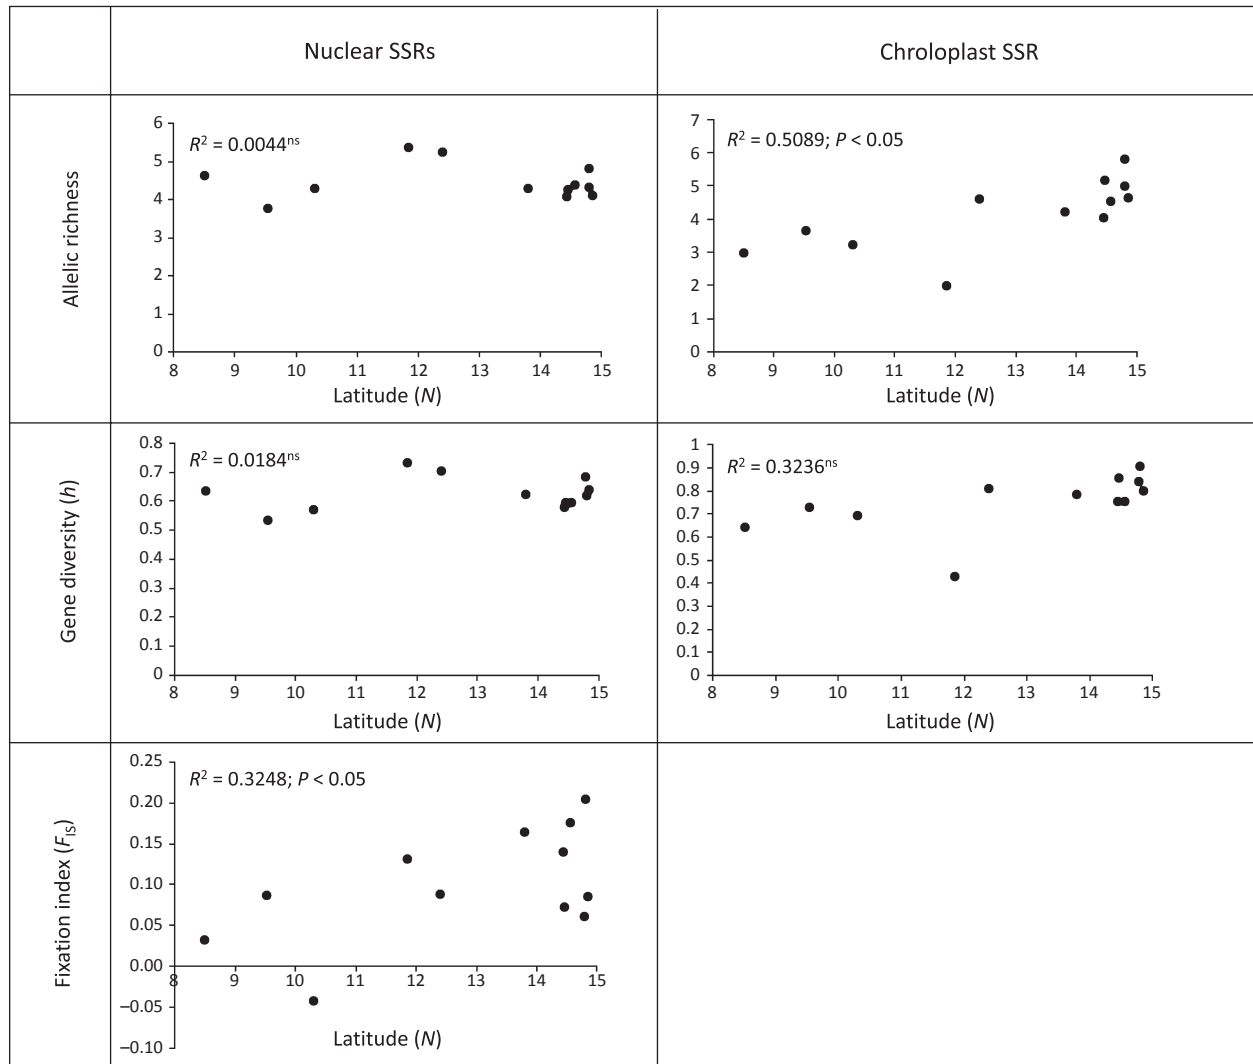 Nuclear SSRs
Chroloplast SSR
Allelic richness
6
5
4
3
2
1
0
R² = 0.0044ⁿˢ
8 9 10 11 12 13 14 15
Latitude (N)
7
6
5
4
3
2
1
0
R² = 0.5089; P < 0.05
8 9 10 11 12 13 14 15
Latitude (N)
Gene diversity (h)
0.8
0.7
0.6
0.5
0.4
0.3
0.2
0.1
0
R² = 0.0184ⁿˢ
8 9 10 11 12 13 14 15
Latitude (N)
1
0.9
0.8
0.7
0.6
0.5
0.4
0.3
0.2
0.1
0
R² = 0.3236ⁿˢ
8 9 10 11 12 13 14 15
Latitude (N)
Fixation index (F_IS)
0.25
0.20
0.15
0.10
0.05
0.00
−0.05
−0.10
R² = 0.3248; P < 0.05
8 9 10 11 12 13 14 15
Latitude (N)